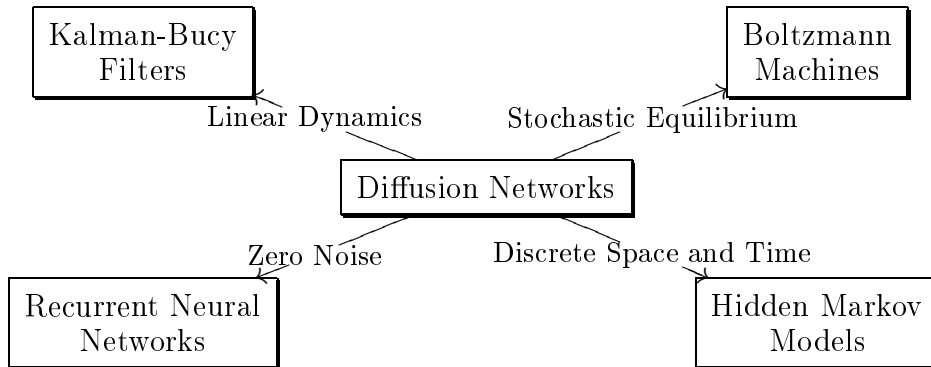 Kalman-Bucy
Filters
Boltzmann
Machines
Linear Dynamics
Stochastic Equilibrium
Diffusion Networks
Zero Noise
Discrete Space and Time
Recurrent Neural
Networks
Hidden Markov
Models